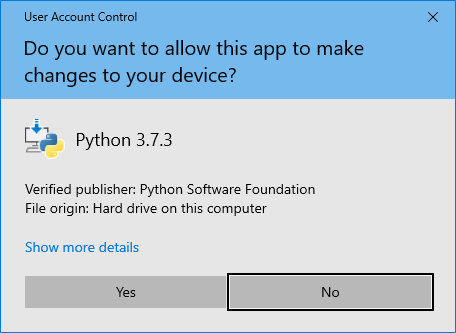 User Account Control
Do you want to allow this app to make
changes to your device?
Python 3.7.3
Verified publisher: Python Software Foundation
File origin: Hard drive on this computer
Show more details
Yes
No